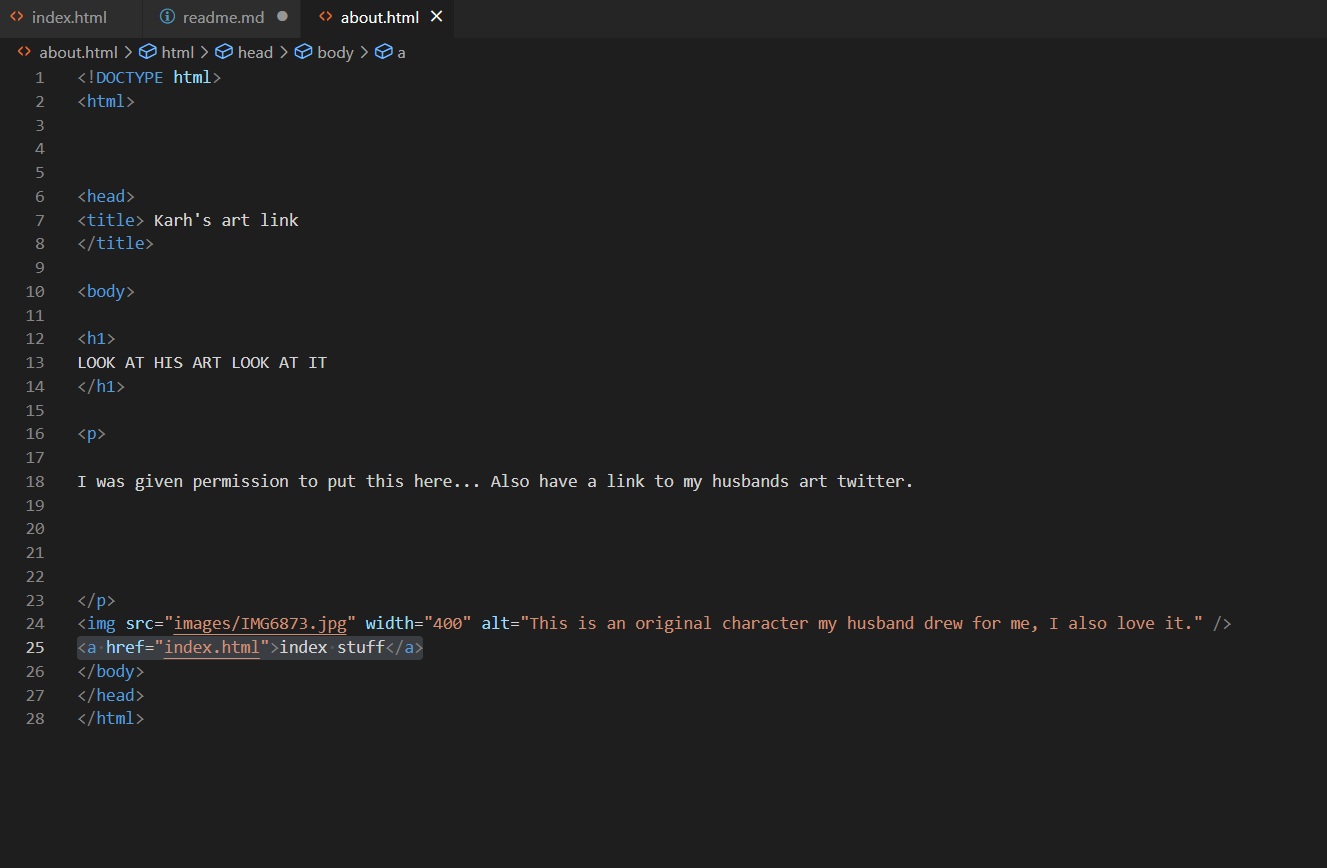 index.html readme.md about.html
about.html > html > head > body > a
1 <!DOCTYPE html>
2 <html>
3
4
5
6 <head>
7 <title> Karh's art link
8 </title>
9
10 <body>
11
12 <h1>
13 LOOK AT HIS ART LOOK AT IT
14 </h1>
15
16 <p>
17
18 I was given permission to put this here... Also have a link to my husbands art twitter.
19
20
21
22
23 </p>
24 <img src="images/IMG6873.jpg" width="400" alt="This is an original character my husband drew for me, I also love it." />
25 <a href="index.html">index stuff</a>
26 </body>
27 </head>
28 </html>